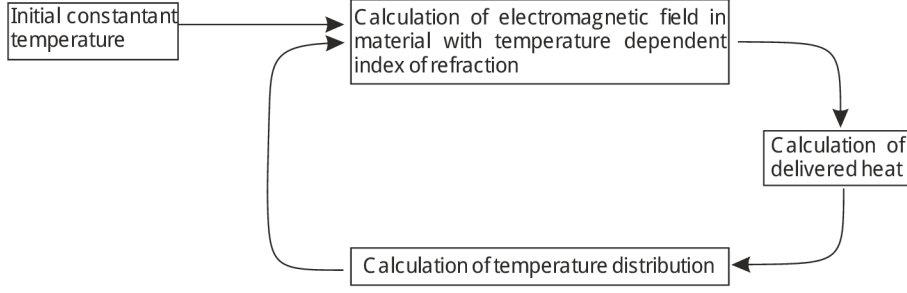 Initial constantant
temperature
Calculation of electromagnetic field in
material with temperature dependent
index of refraction
Calculation of
delivered heat
Calculation of temperature distribution